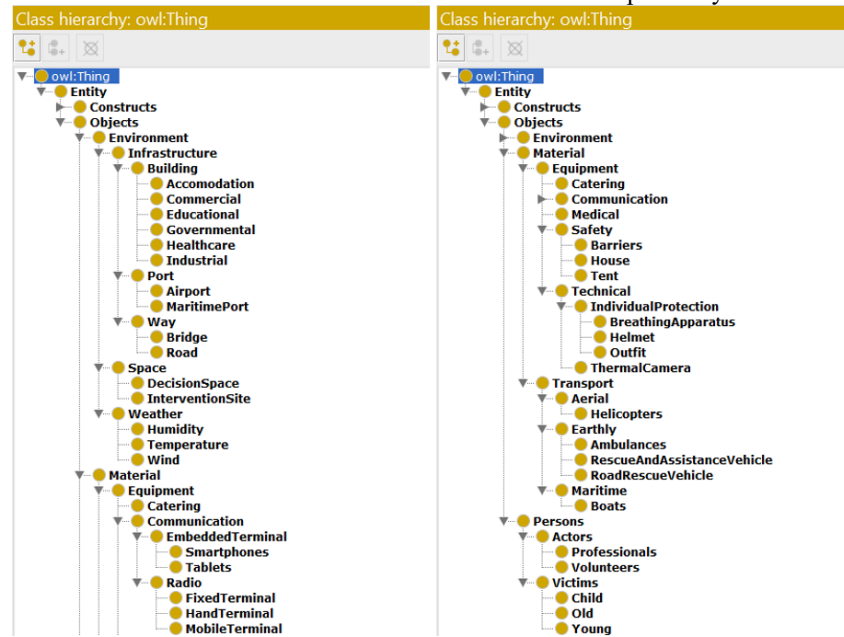 Class hierarchy: owl:Thing
owl:Thing
Entity
Constructs
Objects
Environment
Infrastructure
Building
Accomodation
Commercial
Educational
Governmental
Healthcare
Industrial
Port
Airport
MaritimePort
Way
Bridge
Road
Space
DecisionSpace
InterventionSite
Weather
Humidity
Temperature
Wind
Material
Equipment
Catering
Communication
EmbeddedTerminal
Smartphones
Tablets
Radio
FixedTerminal
HandTerminal
MobileTerminal
Class hierarchy: owl:Thing
owl:Thing
Entity
Constructs
Objects
Environment
Material
Equipment
Catering
Communication
Medical
Safety
Barriers
House
Tent
Technical
IndividualProtection
BreathingApparatus
Helmet
Outfit
ThermalCamera
Transport
Aerial
Helicopters
Earthly
Ambulances
RescueAndAssistanceVehicle
RoadRescueVehicle
Maritime
Boats
Persons
Actors
Professionals
Volunteers
Victims
Child
Old
Young